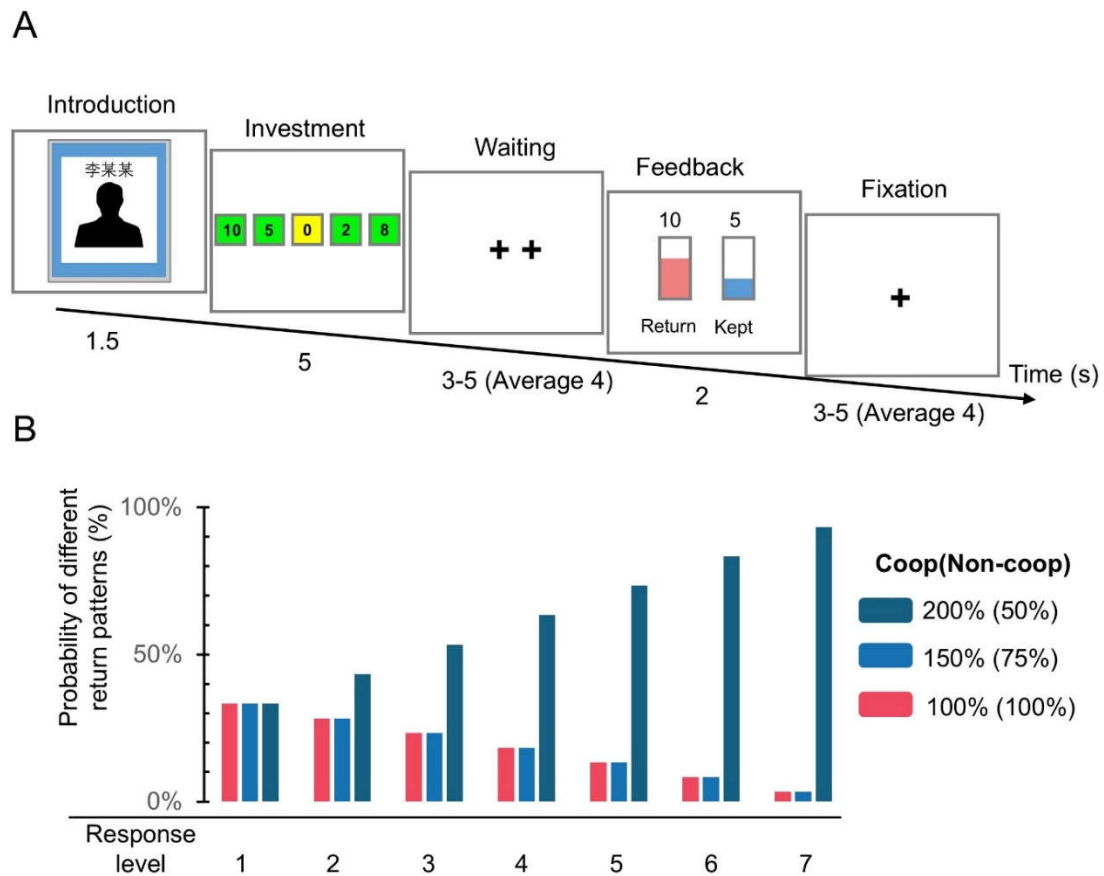 A
Introduction
李某某
Investment
10 5 0 2 8
Waiting
+ +
Feedback
10 5
Return Kept
Fixation
+
1.5
5
3-5 (Average 4)
2
3-5 (Average 4)
Time (s)
B
Probability of different
return patterns (%)
100%
50%
0%
Response
level
1 2 3 4 5 6 7
Coop(Non-coop)
200% (50%)
150% (75%)
100% (100%)